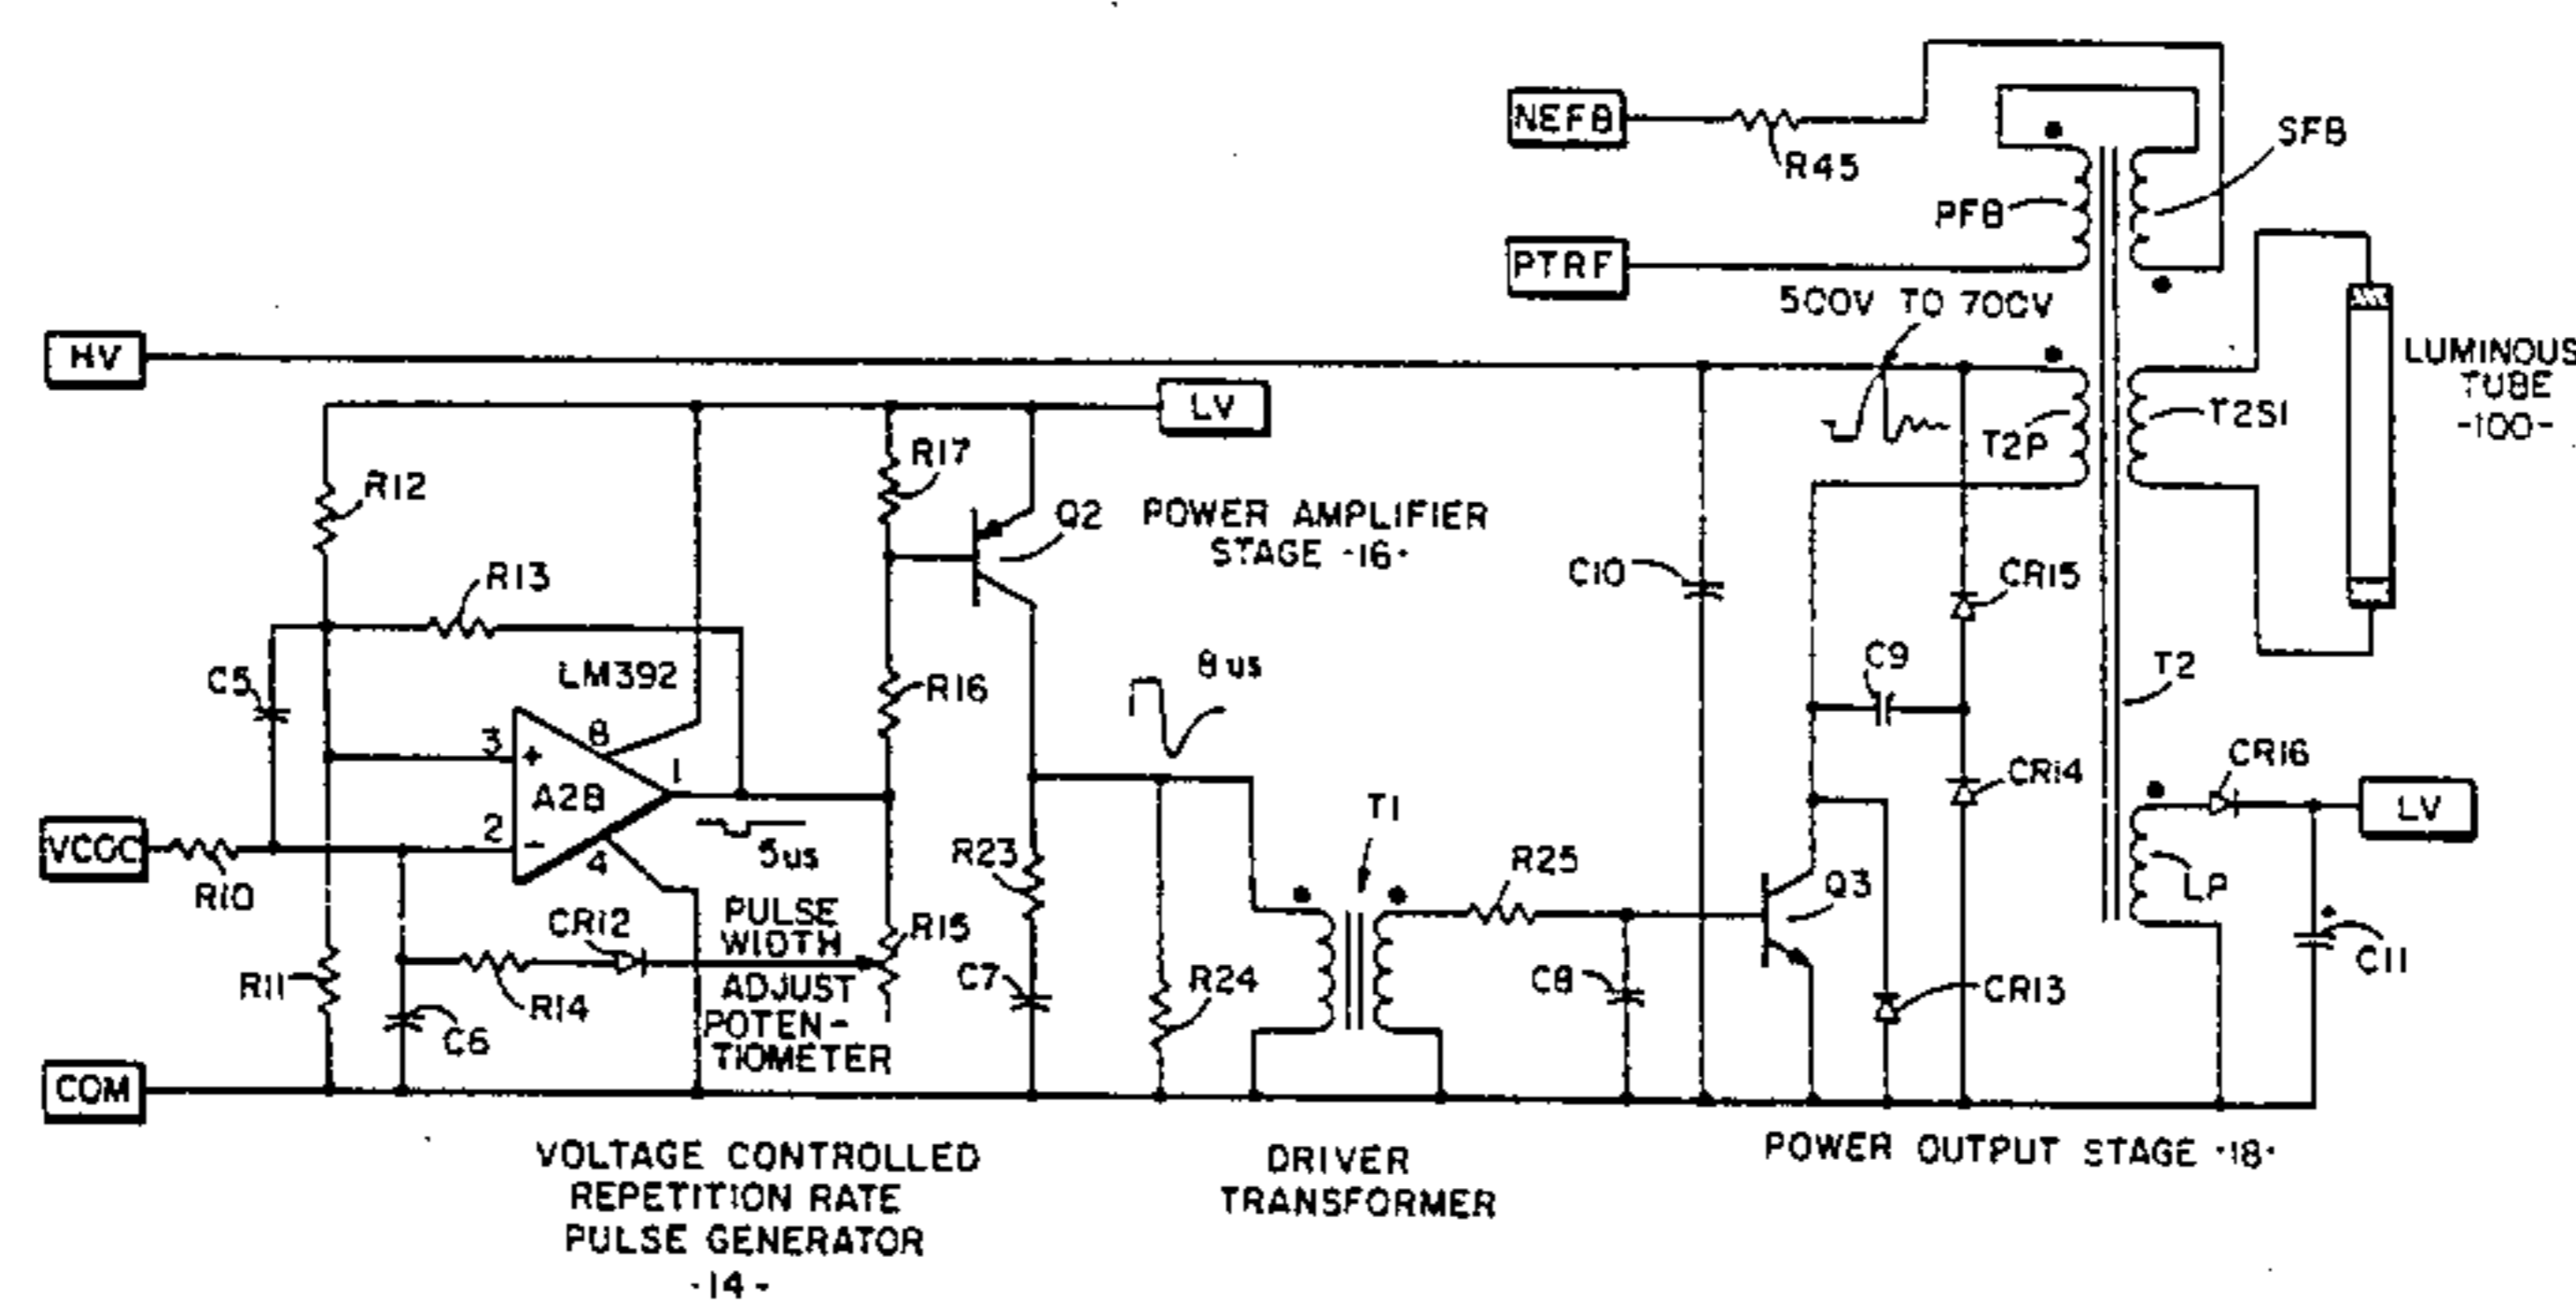 NEFB
R45
SFB
PFB
PTRF
500V TO 700V
HV
LV
T2P
T2S1
LUMINOUS
TUBE
-100-
R12
R17
Q2
POWER AMPLIFIER
STAGE -16-
R13
C10
CR15
C5
LM392
R16
8us
C9
T2
3
+
8
1
A2B
CR14
CR16
LV
VCGC
R10
2
-
4
5us
R23
T1
R25
Q3
LP
PULSE
WIDTH
ADJUST
POTEN-
TIOMETER
CR12
R15
R11
R14
C6
C7
R24
C8
CR13
C11
COM
VOLTAGE CONTROLLED
REPETITION RATE
PULSE GENERATOR
-14-
DRIVER
TRANSFORMER
POWER OUTPUT STAGE -18-